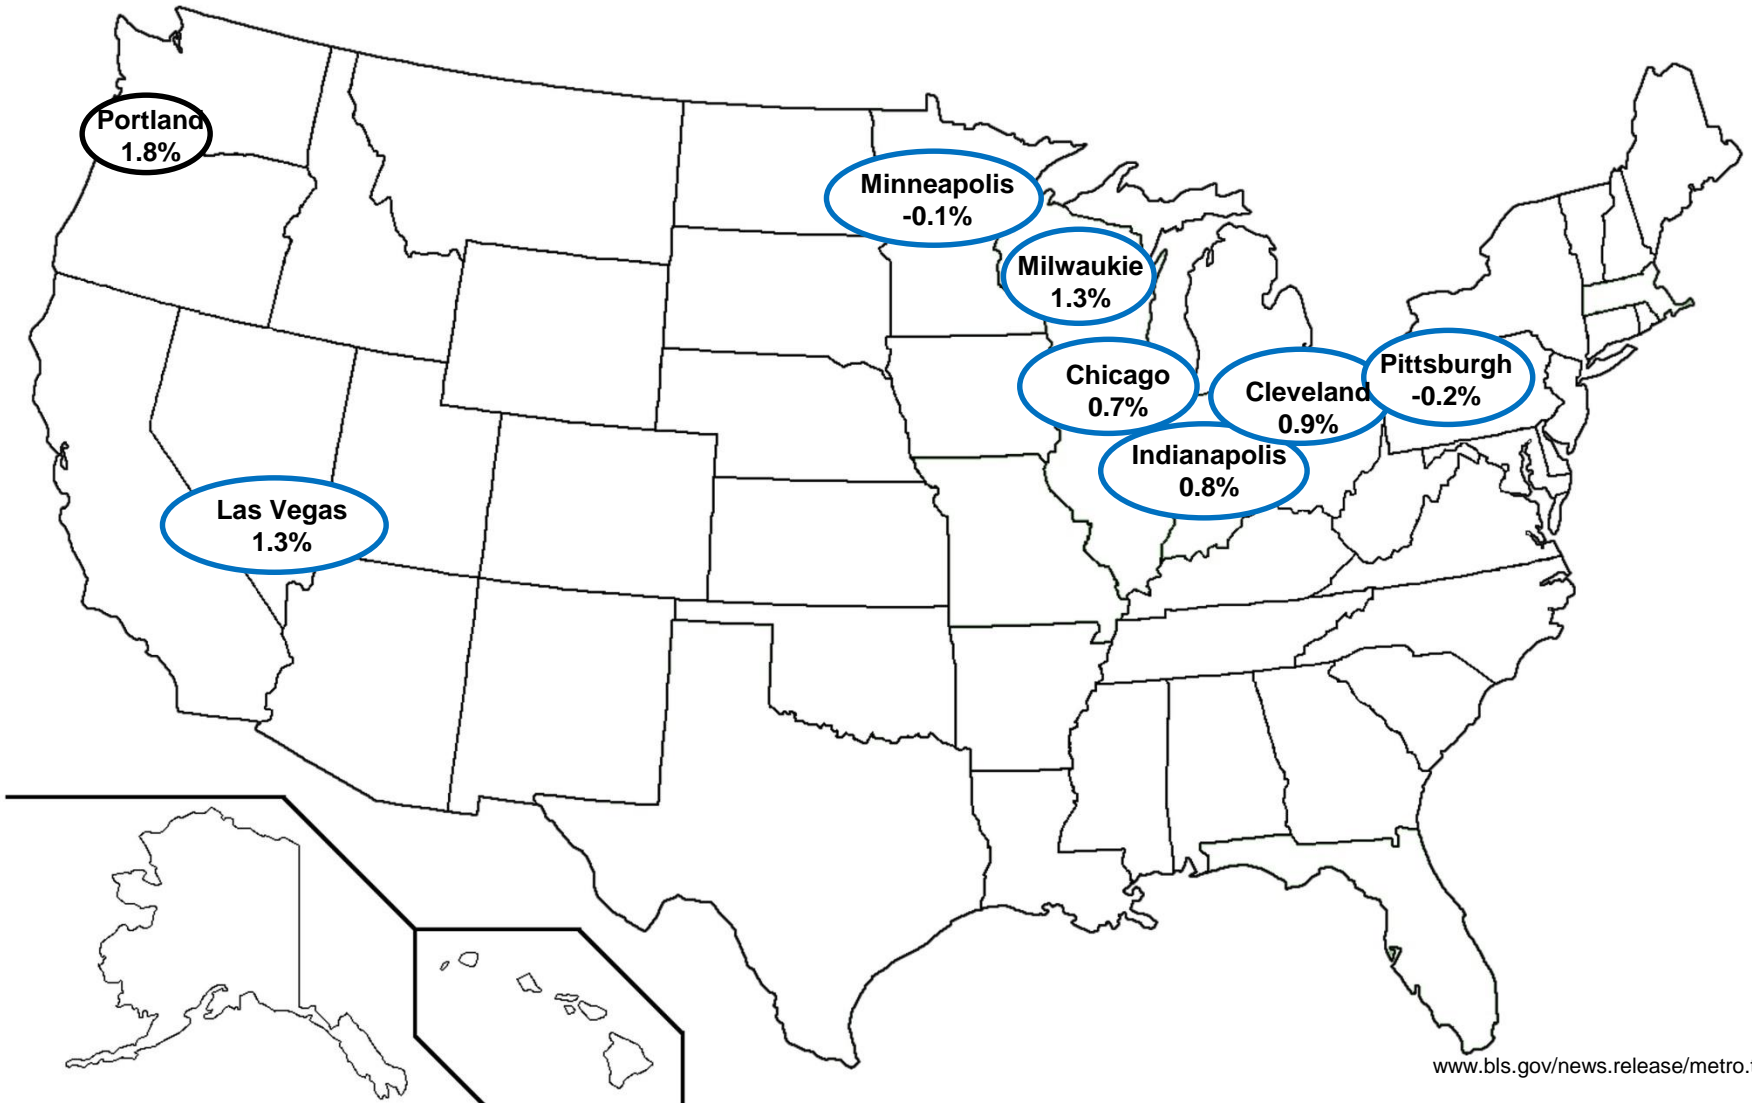 Portland
1.8%
Minneapolis
-0.1%
Milwaukie
1.3%
Chicago
0.7%
Cleveland
0.9%
Pittsburgh
-0.2%
Indianapolis
0.8%
Las Vegas
1.3%
www.bls.gov/news.release/metro.